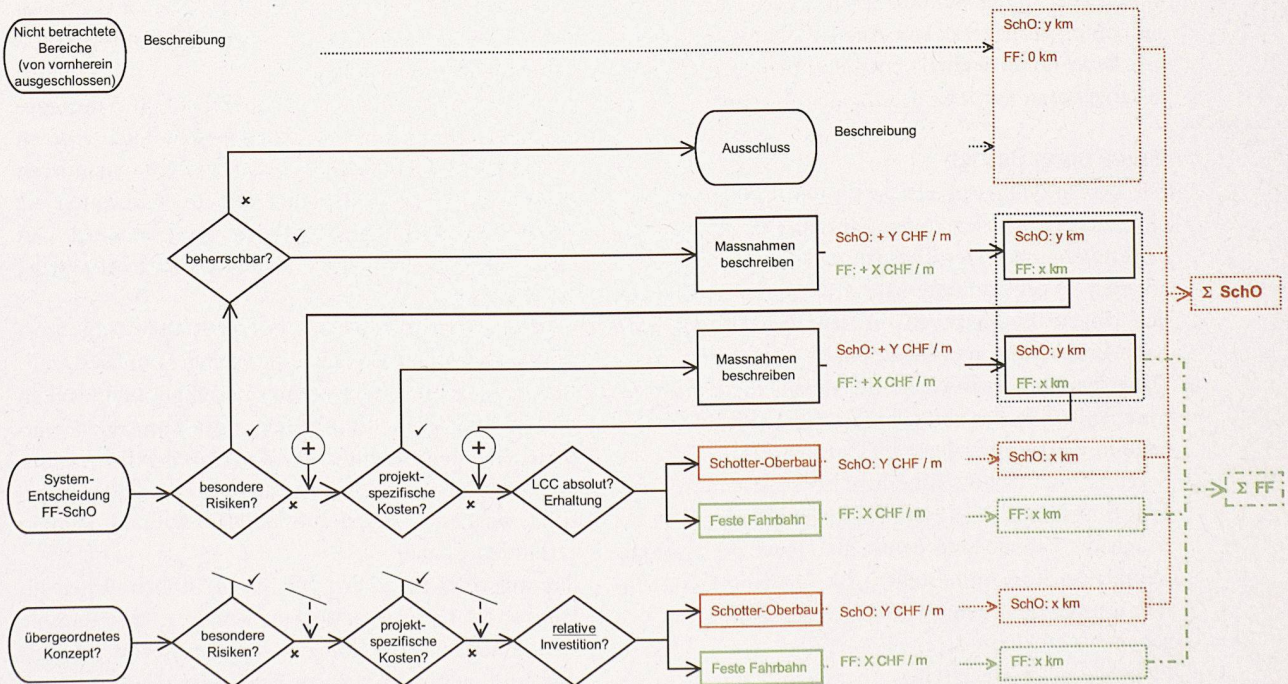 Nicht betrachtete
Bereiche
(von vornherein
ausgeschlossen)
Beschreibung
SchO: y km
FF: 0 km
Ausschluss
Beschreibung
beherrschbar?
Massnahmen
beschreiben
SchO: + Y CHF / m
FF: + X CHF / m
SchO: y km
FF: x km
Σ SchO
Massnahmen
beschreiben
SchO: + Y CHF / m
FF: + X CHF / m
SchO: y km
FF: x km
System-
Entscheidung
FF-SchO
besondere
Risiken?
+
projekt-
spezifische
Kosten?
+
LCC absolut?
Erhaltung
Schotter-Oberbau
SchO: Y CHF / m
SchO: x km
Feste Fahrbahn
FF: X CHF / m
FF: x km
Σ FF
übergeordnetes
Konzept?
besondere
Risiken?
projekt-
spezifische
Kosten?
relative
Investition?
Schotter-Oberbau
SchO: Y CHF / m
SchO: x km
Feste Fahrbahn
FF: X CHF / m
FF: x km